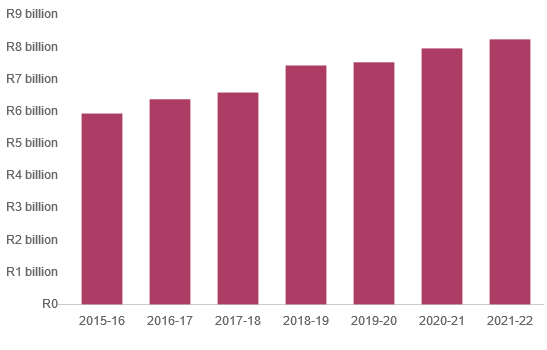 R9 billion
R8 billion
R7 billion
R6 billion
R5 billion
R4 billion
R3 billion
R2 billion
R1 billion
R0
2015-16 2016-17 2017-18 2018-19 2019-20 2020-21 2021-22